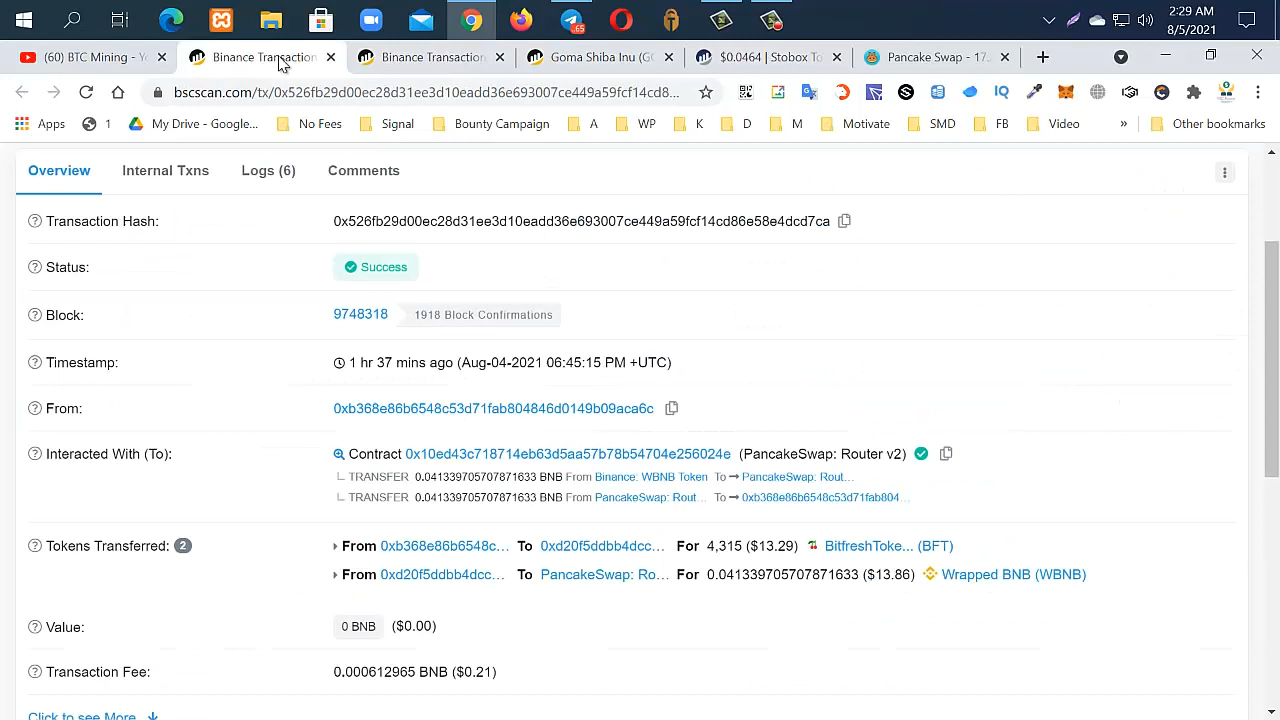 2:29 AM
8/5/2021
65
(60) BTC Mining - Y
Binance Transaction
Binance Transaction
Goma Shiba Inu (GO
$0.0464 | Stobox To
Pancake Swap - 17.
bscscan.com/tx/0x526fb29d00ec28d31ee3d10eadd36e693007ce449a59fcf14cd8...
IQ
Apps
1
My Drive - Google...
No Fees
Signal
Bounty Campaign
A
WP
K
D
M
Motivate
SMD
FB
Video
»
Other bookmarks
Overview
Internal Txns
Logs (6)
Comments
Transaction Hash:
0x526fb29d00ec28d31ee3d10eadd36e693007ce449a59fcf14cd86e58e4dcd7ca
Status:
Success
Block:
9748318
1918 Block Confirmations
Timestamp:
1 hr 37 mins ago (Aug-04-2021 06:45:15 PM +UTC)
From:
0xb368e86b6548c53d71fab804846d0149b09aca6c
Interacted With (To):
Contract 0x10ed43c718714eb63d5aa57b78b54704e256024e (PancakeSwap: Router v2)
TRANSFER 0.041339705707871633 BNB From Binance: WBNB Token To → PancakeSwap: Rout...
TRANSFER 0.041339705707871633 BNB From PancakeSwap: Rout... To → 0xb368e86b6548c53d71fab804...
Tokens Transferred: 2
From 0xb368e86b6548c... To 0xd20f5ddbb4dcc... For 4,315 ($13.29) BitfreshToke... (BFT)
From 0xd20f5ddbb4dcc... To PancakeSwap: Ro... For 0.041339705707871633 ($13.86) Wrapped BNB (WBNB)
Value:
0 BNB ($0.00)
Transaction Fee:
0.000612965 BNB ($0.21)
Click to see More